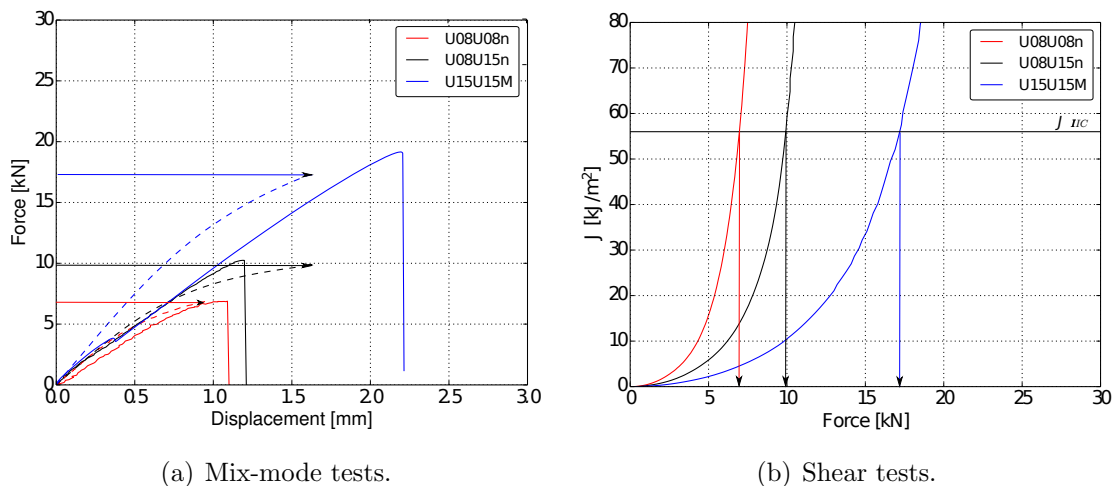 30
25
20
15
10
5
0
0.0 0.5 1.0 1.5 2.0 2.5 3.0
Force [kN]
Displacement [mm]
U08U08n
U08U15n
U15U15M
(a) Mix-mode tests.
80
70
60
50
40
30
20
10
0
0 5 10 15 20 25 30
J [kJ/m²]
Force [kN]
U08U08n
U08U15n
U15U15M
J IIC
(b) Shear tests.